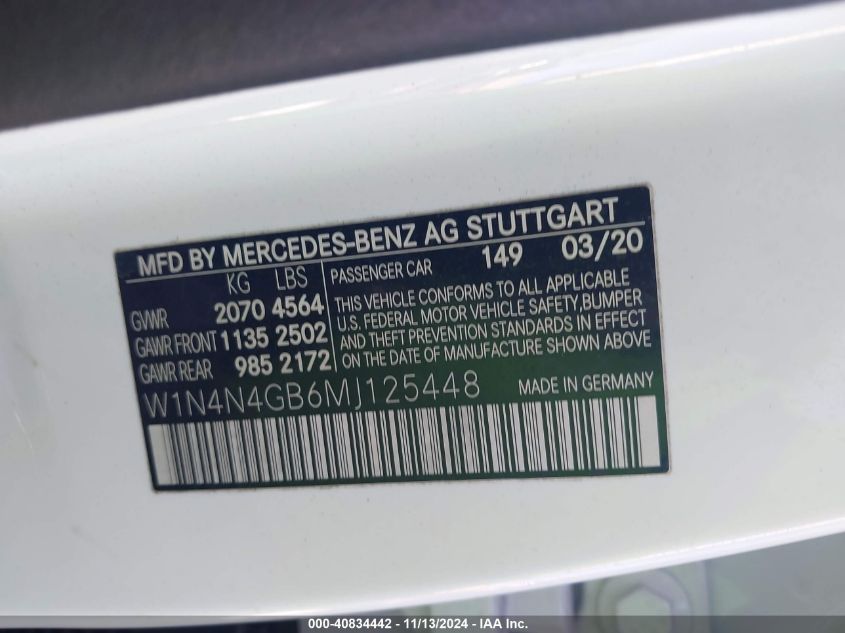 MFD BY MERCEDES-BENZ AG STUTTGART
KG LBS PASSENGER CAR 149 03/20
GVWR 2070 4564 THIS VEHICLE CONFORMS TO ALL APPLICABLE
GAWR FRONT 1135 2502 U.S. FEDERAL MOTOR VEHICLE SAFETY,BUMPER
GAWR REAR 985 2172 AND THEFT PREVENTION STANDARDS IN EFFECT
ON THE DATE OF MANUFACTURE SHOWN ABOVE
W1N4N4GB6MJ125448 MADE IN GERMANY
000-40834442 - 11/13/2024 - IAA Inc.